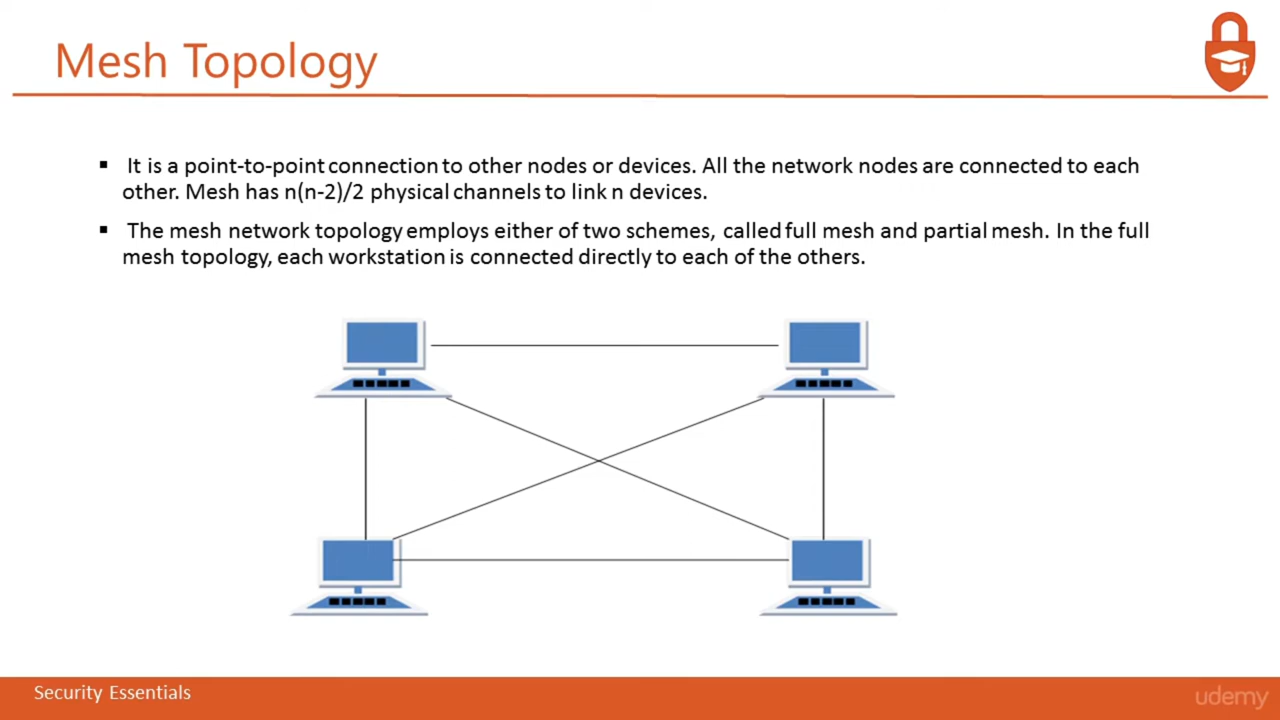 Mesh Topology
▪ It is a point-to-point connection to other nodes or devices. All the network nodes are connected to each
other. Mesh has n(n-2)/2 physical channels to link n devices.
▪ The mesh network topology employs either of two schemes, called full mesh and partial mesh. In the full
mesh topology, each workstation is connected directly to each of the others.
Security Essentials
udemy